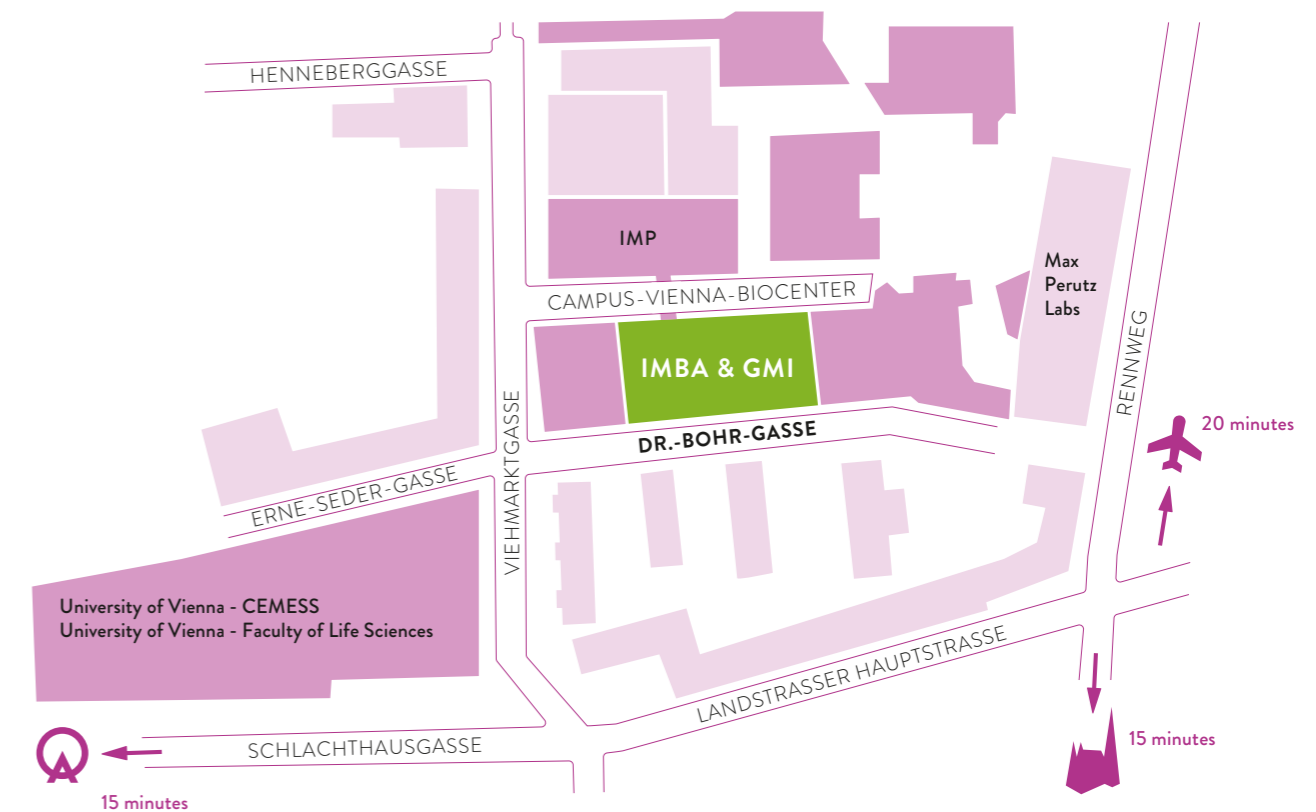 HENNEBERGGASSE
IMP
CAMPUS-VIENNA-BIOCENTER
Max
Perutz
Labs
IMBA & GMI
RENNWEG
DR.-BOHR-GASSE
20 minutes
VIEHMARKTGASSE
ERNE-SEDER-GASSE
University of Vienna - CEMESS
University of Vienna - Faculty of Life Sciences
LANDSTRASSER HAUPTSTRASSE
SCHLACHTHAUSGASSE
15 minutes
15 minutes